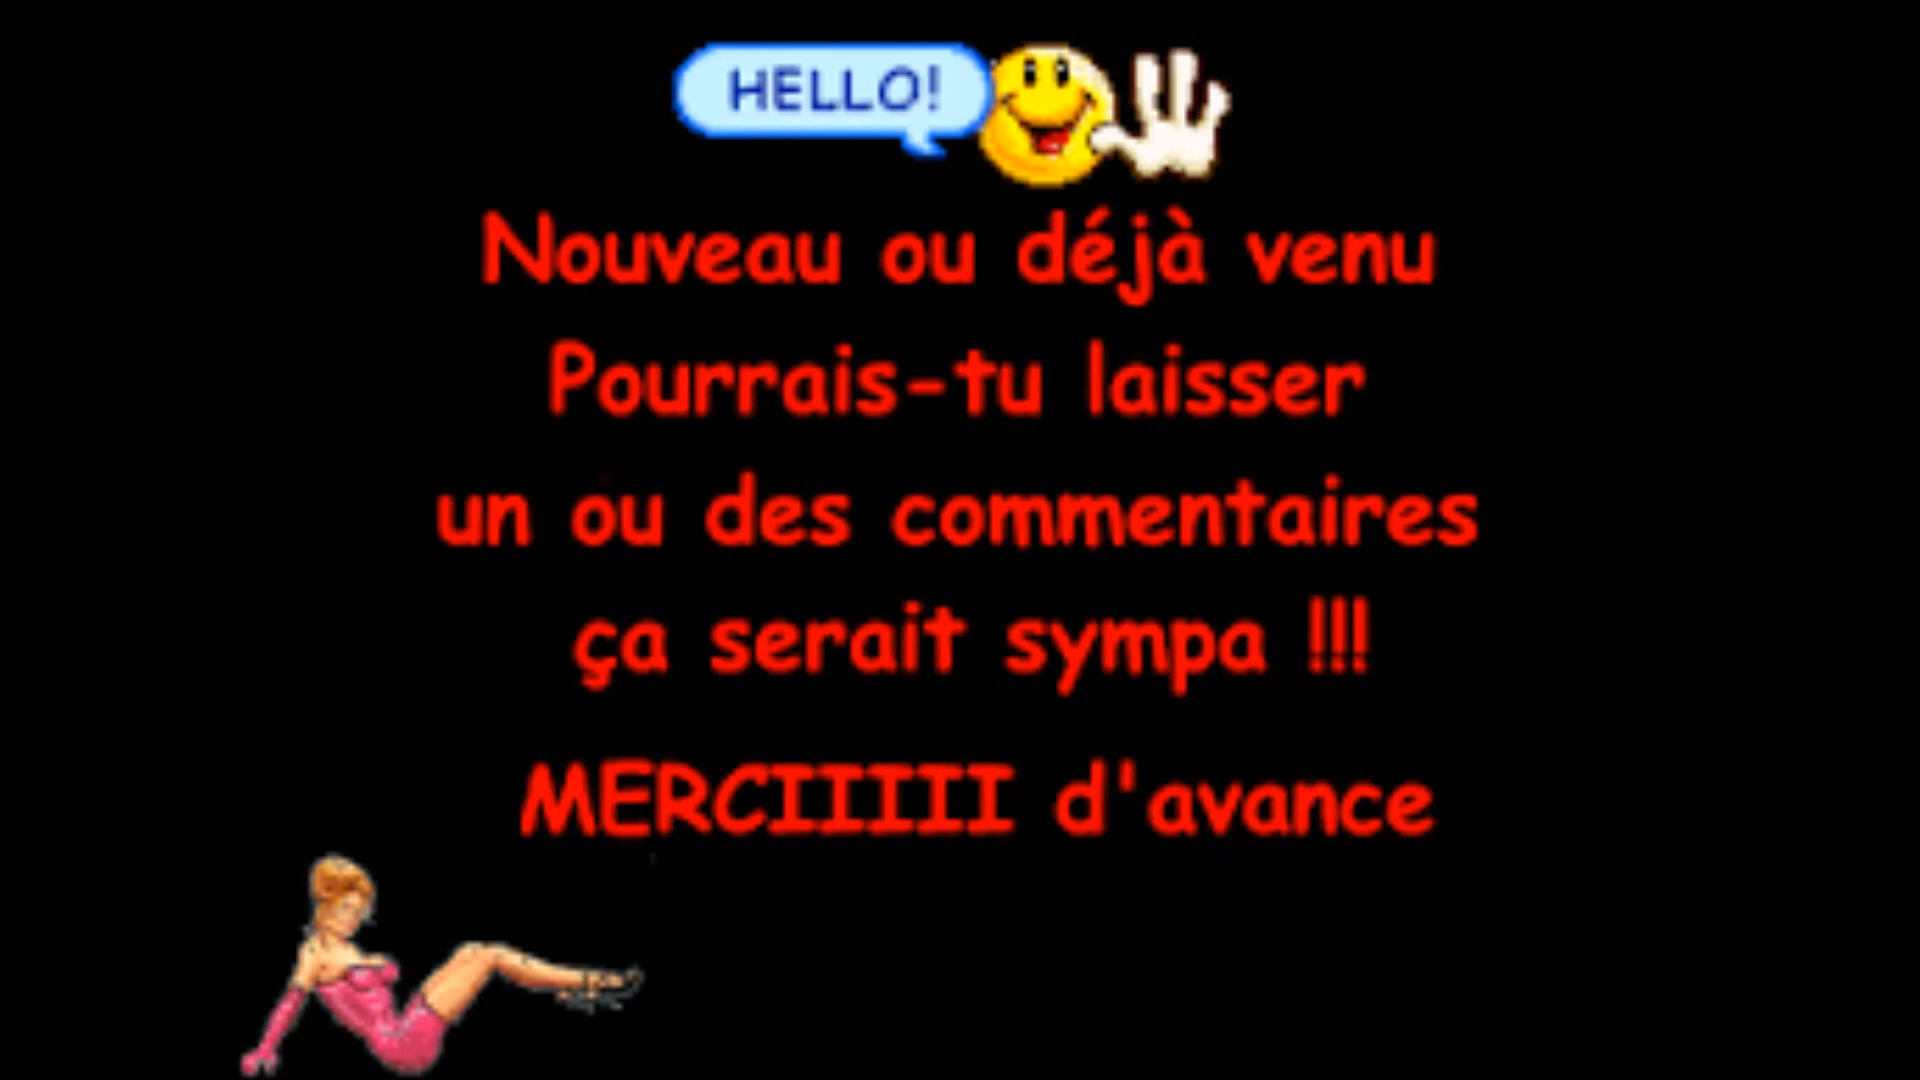 HELLO!
Nouveau ou déjà venu
Pourrais-tu laisser
un ou des commentaires
ça serait sympa !!!
MERCIIIII d'avance